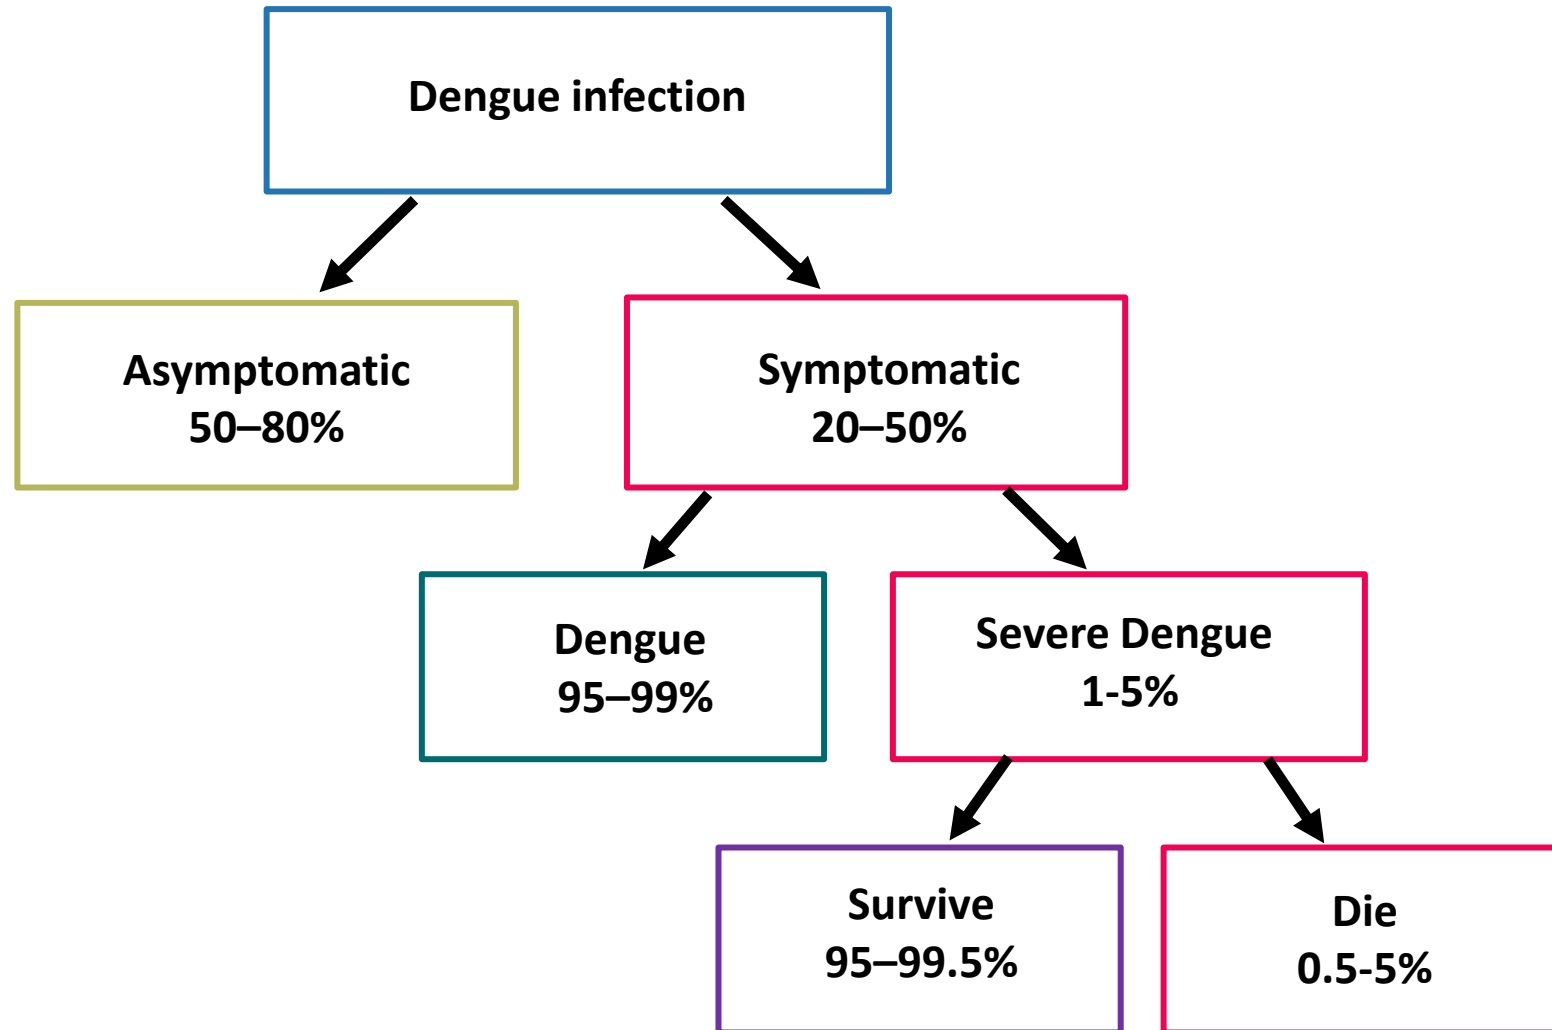 Dengue infection
Asymptomatic
50–80%
Symptomatic
20–50%
Dengue
95–99%
Severe Dengue
1-5%
Survive
95–99.5%
Die
0.5-5%